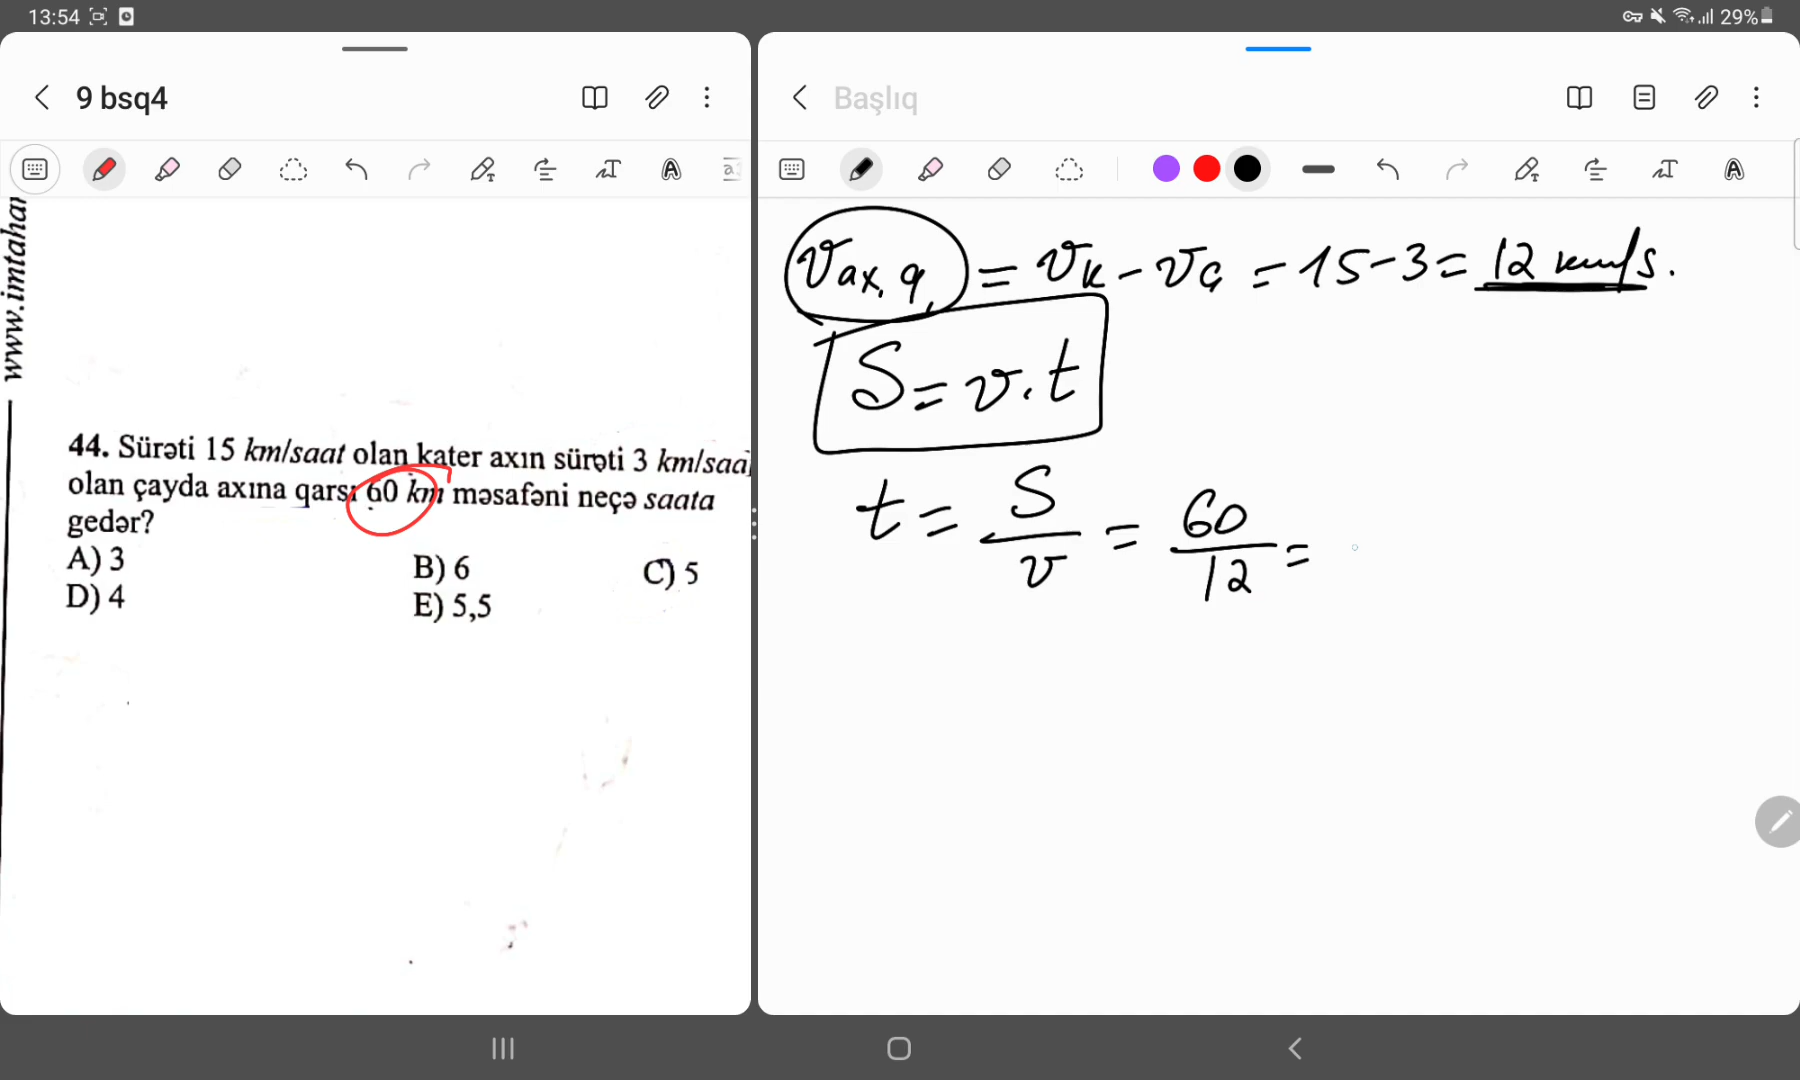 13:54
29%
9 bsq4
Başlıq
www.imtahan
44. Sürəti 15 km/saat olan kater axın sürəti 3 km/saa
olan çayda axına qarşı 60 km məsafəni neçə saata
gedər?
A) 3 B) 6 C) 5
D) 4 E) 5,5
Vax.q. = Vk - Vç = 15 - 3 = 12 km/s.
S = v · t
t = S/v = 60/12 =